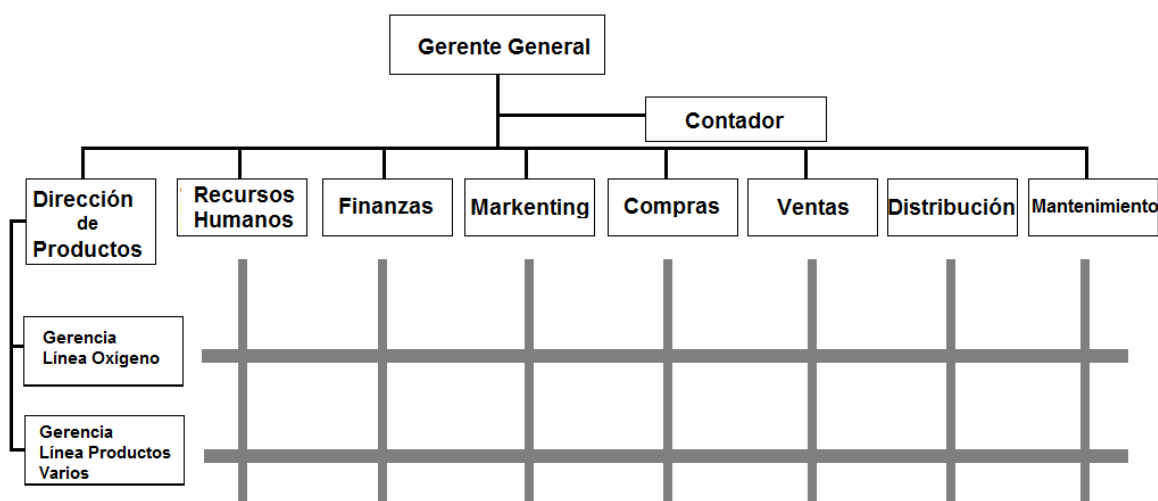 Gerente General
Contador
Dirección
de
Productos
Recursos
Humanos
Finanzas
Markenting
Compras
Ventas
Distribución
Mantenimiento
Gerencia
Línea Oxígeno
Gerencia
Línea Productos
Varios